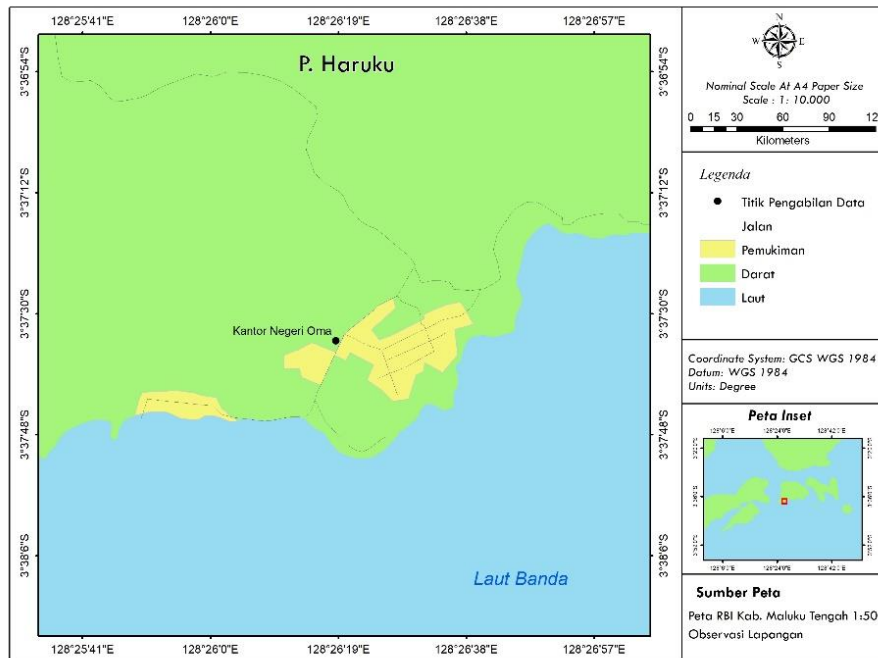 128°25'41"E 128°26'0"E 128°26'19"E 128°26'38"E 128°26'57"E
3°36'54"S
3°37'12"S
3°37'30"S
3°37'48"S
3°38'6"S
P. Haruku
Kantor Negeri Oma
Laut Banda
3°36'54"S
3°37'12"S
3°37'30"S
3°37'48"S
3°38'6"S
128°25'41"E 128°26'0"E 128°26'19"E 128°26'38"E 128°26'57"E
N
W E
S
Nominal Scale At A4 Paper Size
Scale : 1: 10.000
0 15 30 60 90 12
Kilometers
Legenda
Titik Pengabilan Data
Jalan
Pemukiman
Darat
Laut
Coordinate System: GCS WGS 1984
Datum: WGS 1984
Units: Degree
Peta Inset
Sumber Peta
Peta RBI Kab. Maluku Tengah 1:50
Observasi Lapangan